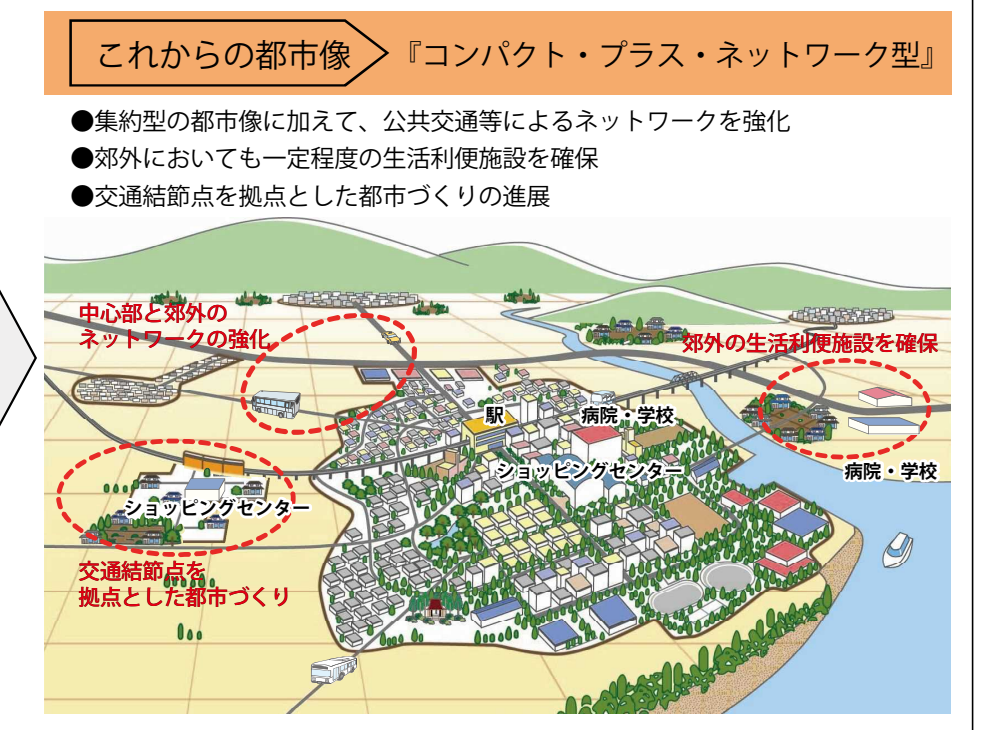 これからの都市像 『コンパクト・プラス・ネットワーク型』
●集約型の都市像に加えて、公共交通等によるネットワークを強化
●郊外においても一定程度の生活利便施設を確保
●交通結節点を拠点とした都市づくりの進展
中心部と郊外の
ネットワークの強化
郊外の生活利便施設を確保
駅
病院・学校
ショッピングセンター
病院・学校
ショッピングセンター
交通結節点を
拠点とした都市づくり